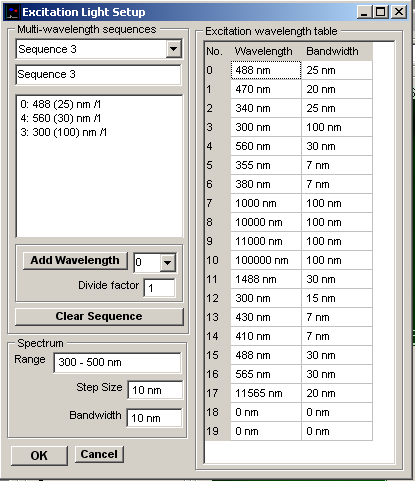 Excitation Light Setup
Multi-wavelength sequences
Sequence 3
Sequence 3
0: 488 (25) nm /1
4: 560 (30) nm /1
3: 300 (100) nm /1
Add Wavelength 0
Divide factor 1
Clear Sequence
Spectrum
Range 300 - 500 nm
Step Size 10 nm
Bandwidth 10 nm
OK Cancel
Excitation wavelength table
No. Wavelength Bandwidth
0 488 nm 25 nm
1 470 nm 20 nm
2 340 nm 25 nm
3 300 nm 100 nm
4 560 nm 30 nm
5 355 nm 7 nm
6 380 nm 7 nm
7 1000 nm 100 nm
8 10000 nm 100 nm
9 11000 nm 100 nm
10 100000 nm 100 nm
11 1488 nm 30 nm
12 300 nm 15 nm
13 430 nm 7 nm
14 410 nm 7 nm
15 488 nm 30 nm
16 565 nm 30 nm
17 11565 nm 20 nm
18 0 nm 0 nm
19 0 nm 0 nm